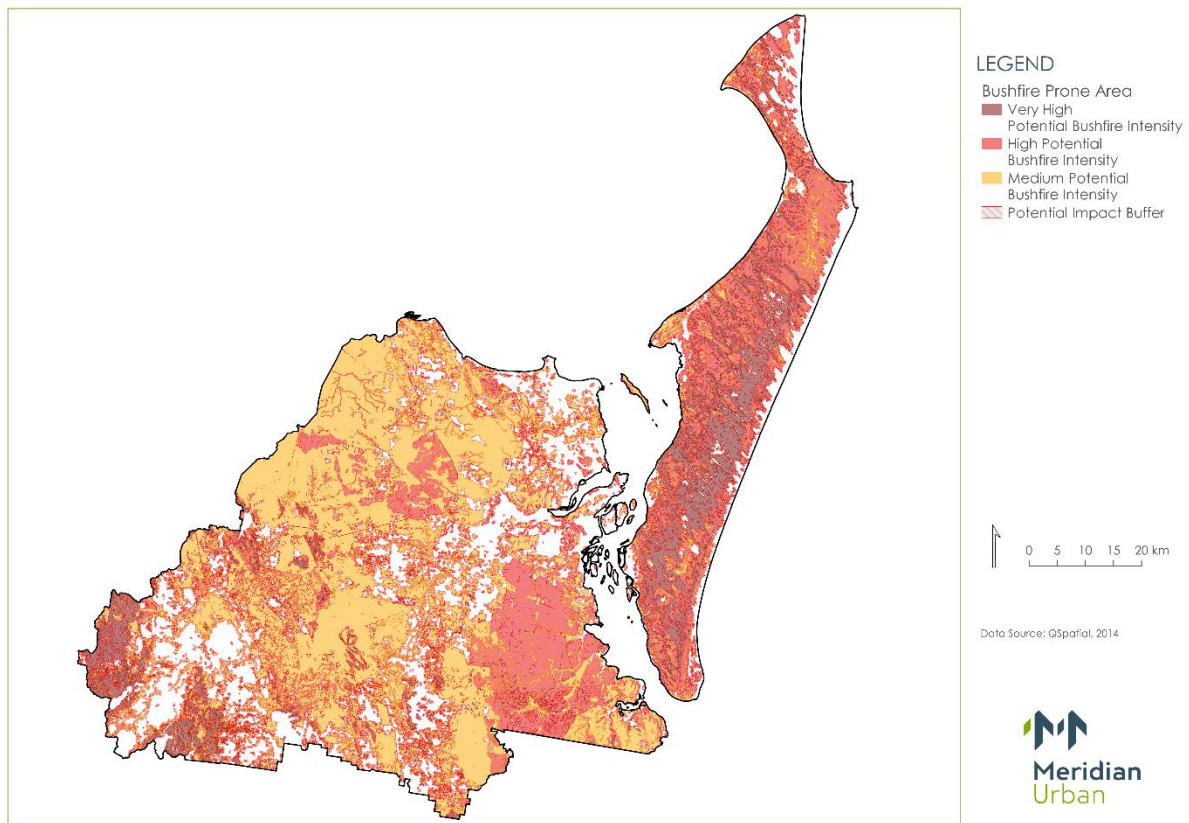 LEGEND
Bushfire Prone Area
Very High
Potential Bushfire Intensity
High Potential
Bushfire Intensity
Medium Potential
Bushfire Intensity
Potential Impact Buffer
0 5 10 15 20 km
Data Source: QSpatial, 2014
Meridian
Urban